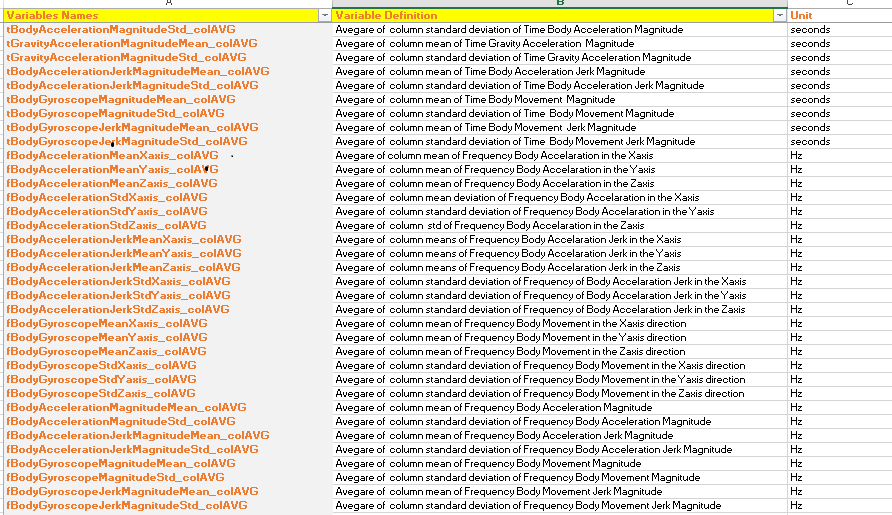 A B C
Variables Names Variable Definition Unit
tBodyAccelerationMagnitudeStd_colAVG Avegare of column standard deviation of Time Body Acceleration Magnitude seconds
tGravityAccelerationMagnitudeMean_colAVG Avegare of column mean of Time Gravity Acceleration Magnitude seconds
tGravityAccelerationMagnitudeStd_colAVG Avegare of column standard deviation of Time Gravity Acceleration Magnitude seconds
tBodyAccelerationJerkMagnitudeMean_colAVG Avegare of column mean of Time Body Acceleration Jerk Magnitude seconds
tBodyAccelerationJerkMagnitudeStd_colAVG Avegare of column standard deviation of Time Body Acceleration Jerk Magnitude seconds
tBodyGyroscopeMagnitudeMean_colAVG Avegare of column mean of Time Body Movement Magnitude seconds
tBodyGyroscopeMagnitudeStd_colAVG Avegare of column standard deviation of Time Body Movement Magnitude seconds
tBodyGyroscopeJerkMagnitudeMean_colAVG Avegare of column mean of Time Body Movement Jerk Magnitude seconds
tBodyGyroscopeJerkMagnitudeStd_colAVG Avegare of column standard deviation of Time Body Movement Jerk Magnitude seconds
fBodyAccelerationMeanXaxis_colAVG Avegare of column mean of Frequency Body Accelaration in the Xaxis Hz
fBodyAccelerationMeanYaxis_colAVG Avegare of column mean of Frequency Body Accelaration in the Yaxis Hz
fBodyAccelerationMeanZaxis_colAVG Avegare of column mean of Frequency Body Accelaration in the Zaxis Hz
fBodyAccelerationStdXaxis_colAVG Avegare of column mean deviation of Frequency Body Accelaration in the Xaxis Hz
fBodyAccelerationStdYaxis_colAVG Avegare of column standard deviation of Frequency Body Accelaration in the Yaxis Hz
fBodyAccelerationStdZaxis_colAVG Avegare of column std of Frequency Body Accelaration in the Zaxis Hz
fBodyAccelerationJerkMeanXaxis_colAVG Avegare of column means of Frequency Body Accelaration Jerk in the Xaxis Hz
fBodyAccelerationJerkMeanYaxis_colAVG Avegare of column means of Frequency Body Accelaration Jerk in the Yaxis Hz
fBodyAccelerationJerkMeanZaxis_colAVG Avegare of column means of Frequency Body Accelaration Jerk in the Zaxis Hz
fBodyAccelerationJerkStdXaxis_colAVG Avegare of column standard deviation of Frequency of Body Accelaration Jerk in the Xaxis Hz
fBodyAccelerationJerkStdYaxis_colAVG Avegare of column standard deviation of Frequency Body Accelaration Jerk in the Yaxis Hz
fBodyAccelerationJerkStdZaxis_colAVG Avegare of column standard deviation of Frequency Body Accelaration Jerk in the Zaxis Hz
fBodyGyroscopeMeanXaxis_colAVG Avegare of column mean of Frequency Body Movement in the Xaxis direction Hz
fBodyGyroscopeMeanYaxis_colAVG Avegare of column mean of Frequency Body Movement in the Yaxis direction Hz
fBodyGyroscopeMeanZaxis_colAVG Avegare of column mean of Frequency Body Movement in the Zaxis direction Hz
fBodyGyroscopeStdXaxis_colAVG Avegare of column standard deviation of Frequency Body Movement in the Xaxis direction Hz
fBodyGyroscopeStdYaxis_colAVG Avegare of column standard deviation of Frequency Body Movement in the Yaxis direction Hz
fBodyGyroscopeStdZaxis_colAVG Avegare of column standard deviation of Frequency Body Movement in the Zaxis direction Hz
fBodyAccelerationMagnitudeMean_colAVG Avegare of column mean of Frequency Body Acceleration Magnitude Hz
fBodyAccelerationMagnitudeStd_colAVG Avegare of column standard deviation of Frequency Body Acceleration Magnitude Hz
fBodyAccelerationJerkMagnitudeMean_colAVG Avegare of column mean of Frequency Body Acceleration Jerk Magnitude Hz
fBodyAccelerationJerkMagnitudeStd_colAVG Avegare of column standard deviation of Frequency Body Acceleration Jerk Magnitude Hz
fBodyGyroscopeMagnitudeMean_colAVG Avegare of column mean of Frequency Body Movement Magnitude Hz
fBodyGyroscopeMagnitudeStd_colAVG Avegare of column standard deviation of Frequency Body Movement Magnitude Hz
fBodyGyroscopeJerkMagnitudeMean_colAVG Avegare of column mean of Frequency Body Movement Jerk Magnitude Hz
fBodyGyroscopeJerkMagnitudeStd_colAVG Avegare of column standard deviation of Frequency Body Movement Jerk Magnitude Hz